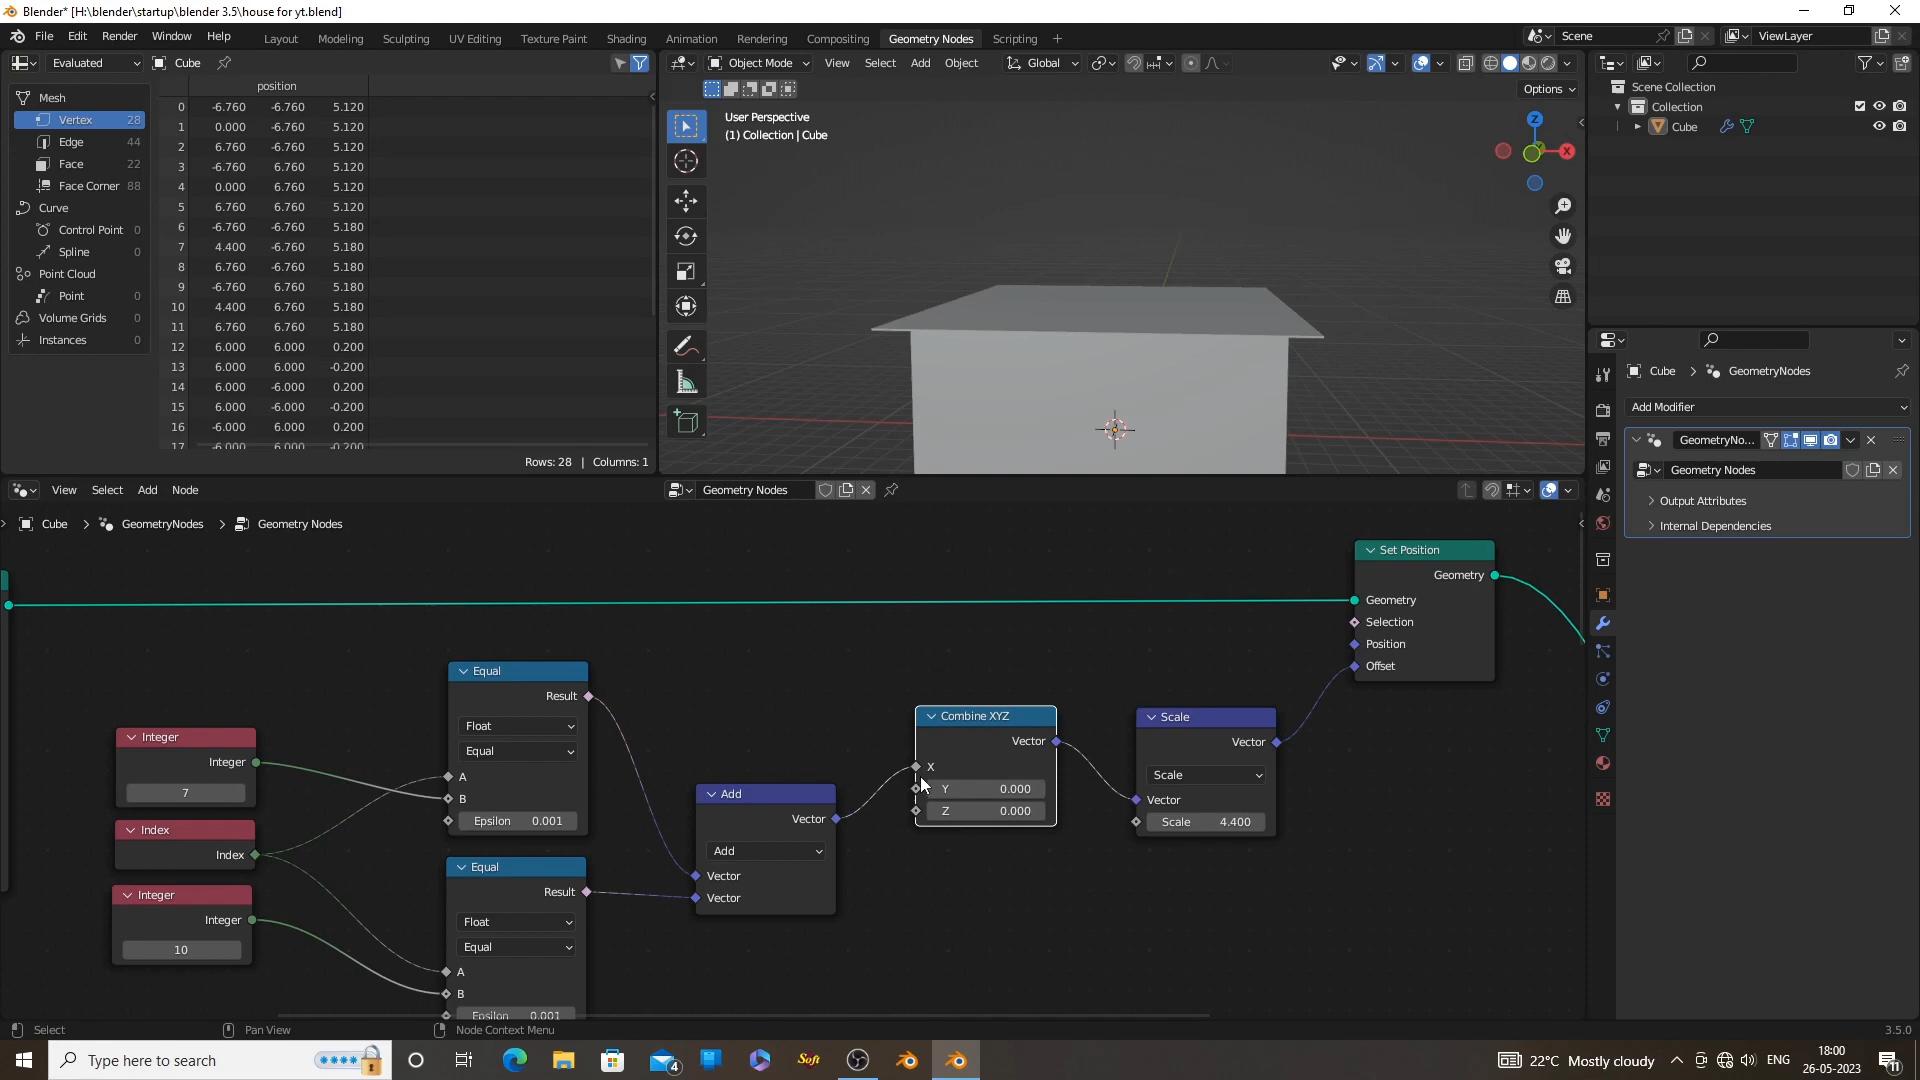 Blender* [H:\blender\startup\blender 3.5\house for yt.blend]
File Edit Render Window Help
Layout Modeling Sculpting UV Editing Texture Paint Shading Animation Rendering Compositing Geometry Nodes Scripting +
Scene ViewLayer
Evaluated Cube
Object Mode View Select Add Object Global
Options
position
Mesh
Vertex 28
Edge 44
Face 22
Face Corner 88
Curve
Control Point 0
Spline 0
Point Cloud
Point 0
Volume Grids 0
Instances 0
0 -6.760 -6.760 5.120
1 0.000 -6.760 5.120
2 6.760 -6.760 5.120
3 -6.760 6.760 5.120
4 0.000 6.760 5.120
5 6.760 6.760 5.120
6 -6.760 -6.760 5.180
7 4.400 -6.760 5.180
8 6.760 -6.760 5.180
9 -6.760 6.760 5.180
10 4.400 6.760 5.180
11 6.760 6.760 5.180
12 6.000 6.000 0.200
13 6.000 6.000 -0.200
14 6.000 -6.000 0.200
15 6.000 -6.000 -0.200
16 -6.000 6.000 0.200
17 -6.000 6.000 -0.200
Rows: 28 | Columns: 1
User Perspective
(1) Collection | Cube
Z
X
Scene Collection
Collection
Cube
Cube GeometryNodes
Add Modifier
GeometryNo...
Geometry Nodes
Output Attributes
Internal Dependencies
View Select Add Node
Geometry Nodes
Cube GeometryNodes Geometry Nodes
Integer
Integer
7
Index
Index
Integer
Integer
10
Equal
Result
Float
Equal
A
B
Epsilon 0.001
Equal
Result
Float
Equal
A
B
Epsilon 0.001
Add
Vector
Add
Vector
Vector
Combine XYZ
Vector
X
Y 0.000
Z 0.000
Scale
Vector
Scale
Vector
Scale 4.400
Set Position
Geometry
Geometry
Selection
Position
Offset
Select Pan View Node Context Menu
3.5.0
Type here to search
4
Soft
22°C Mostly cloudy
ENG
18:00
26-05-2023
11